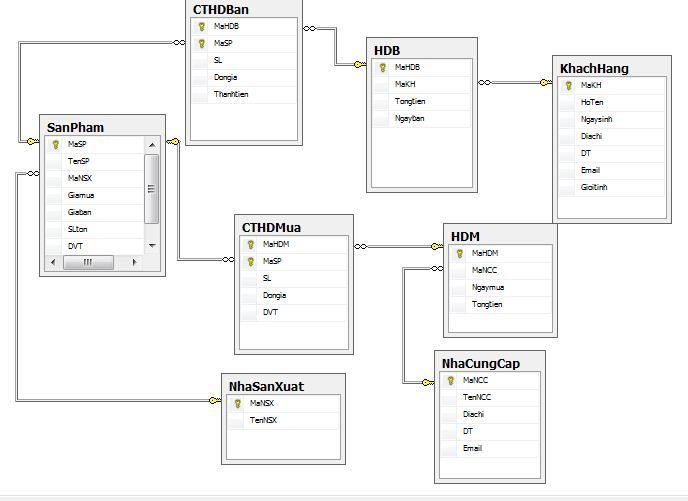 CTHDBan
MaHDB
MaSP
SL
Dongia
Thanhtien
HDB
MaHDB
MaKH
Tongtien
Ngayban
KhachHang
MaKH
HoTen
Ngaysinh
Diachi
DT
Email
Gioitinh
SanPham
MaSP
TenSP
MaNSX
Giamua
Giaban
SLton
DVT
CTHDMua
MaHDM
MaSP
SL
Dongia
DVT
HDM
MaHDM
MaNCC
Ngaymua
Tongtien
NhaSanXuat
MaNSX
TenNSX
NhaCungCap
MaNCC
TenNCC
Diachi
DT
Email